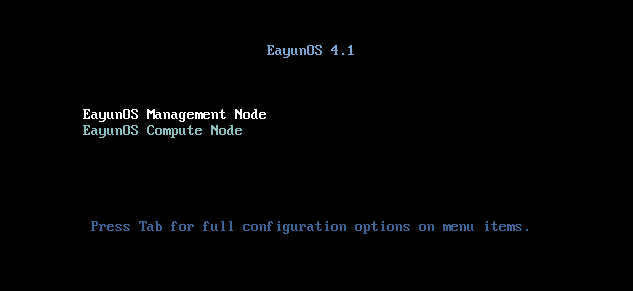 EayunOS 4.1
EayunOS Management Node
EayunOS Compute Node
Press Tab for full configuration options on menu items.